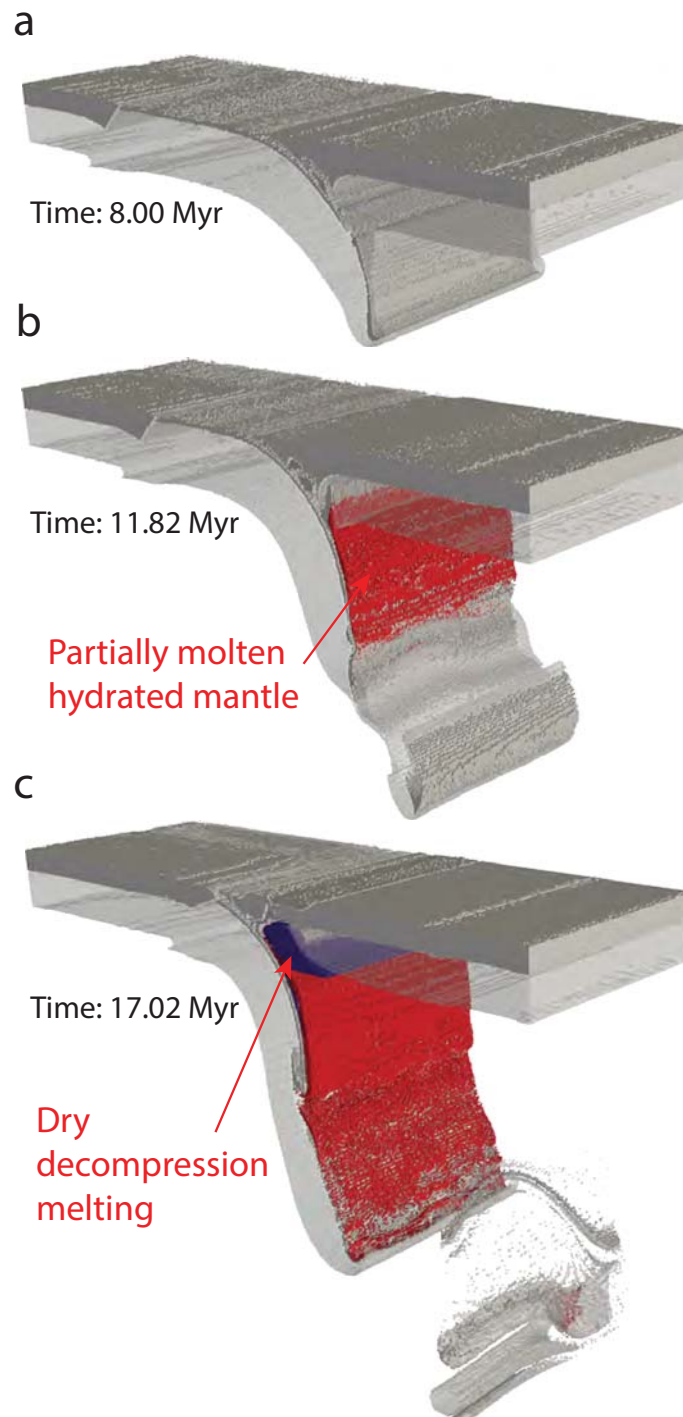 a
Time: 8.00 Myr
b
Time: 11.82 Myr
Partially molten
hydrated mantle
c
Time: 17.02 Myr
Dry
decompression
melting